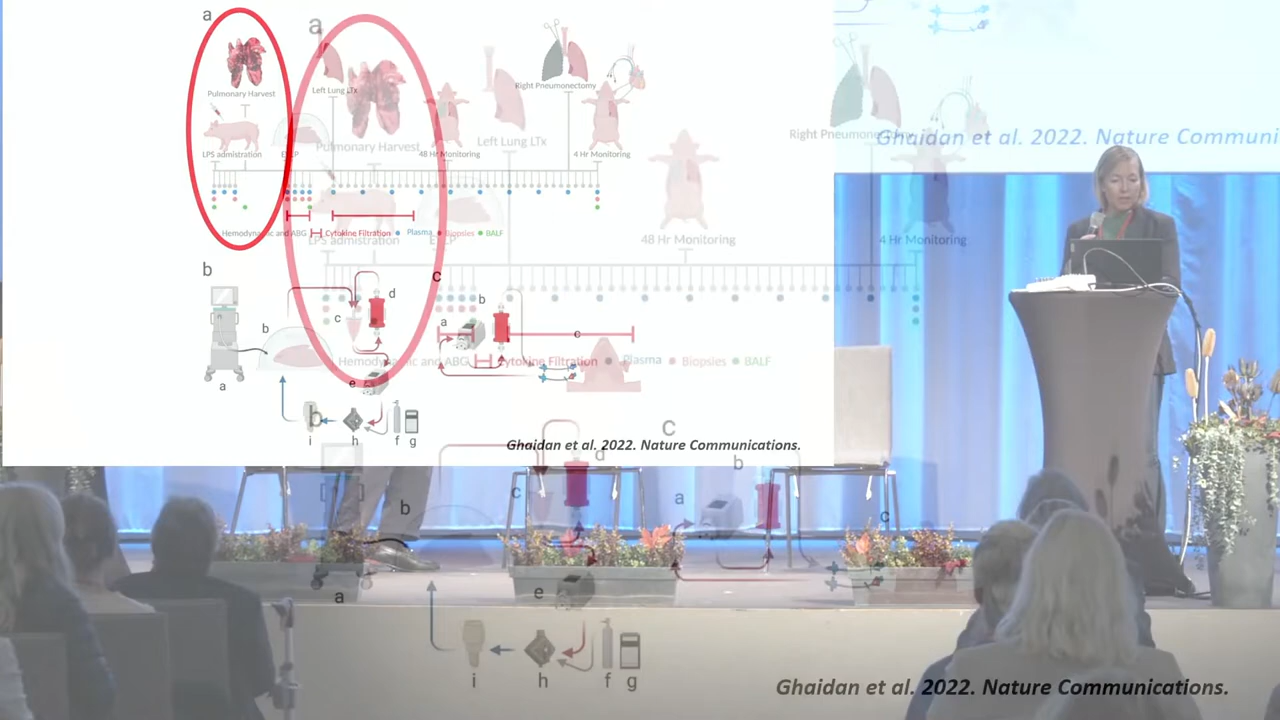 a
a
Pulmonary Harvest
Left Lung LTx
Right Pneumonectomy
LPS admistration
48 Hr Monitoring
4 Hr Monitoring
Hemodynamic and ABG
Cytokine Filtration
Plasma
Biopsies
BALF
Pulmonary Harvest
Left Lung LTx
LPS admistration
48 Hr Monitoring
4 Hr Monitoring
Ghaidan et al. 2022. Nature Communi
Hemodynamic and ABG
Cytokine Filtration
Plasma
Biopsies
BALF
b
a
b
c
d
e
i
h
f
g
c
a
b
c
Ghaidan et al. 2022. Nature Communications.
b
a
b
c
d
e
i
h
f
g
c
a
b
c
Ghaidan et al. 2022. Nature Communications.